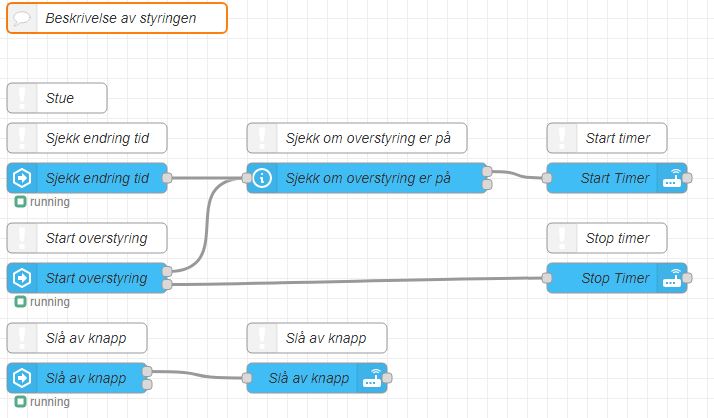 Beskrivelse av styringen
Stue
Sjekk endring tid
Sjekk om overstyring er på
Start timer
Sjekk endring tid
Sjekk om overstyring er på
Start Timer
running
Start overstyring
Stop timer
Start overstyring
Stop Timer
running
Slå av knapp
Slå av knapp
Slå av knapp
Slå av knapp
running